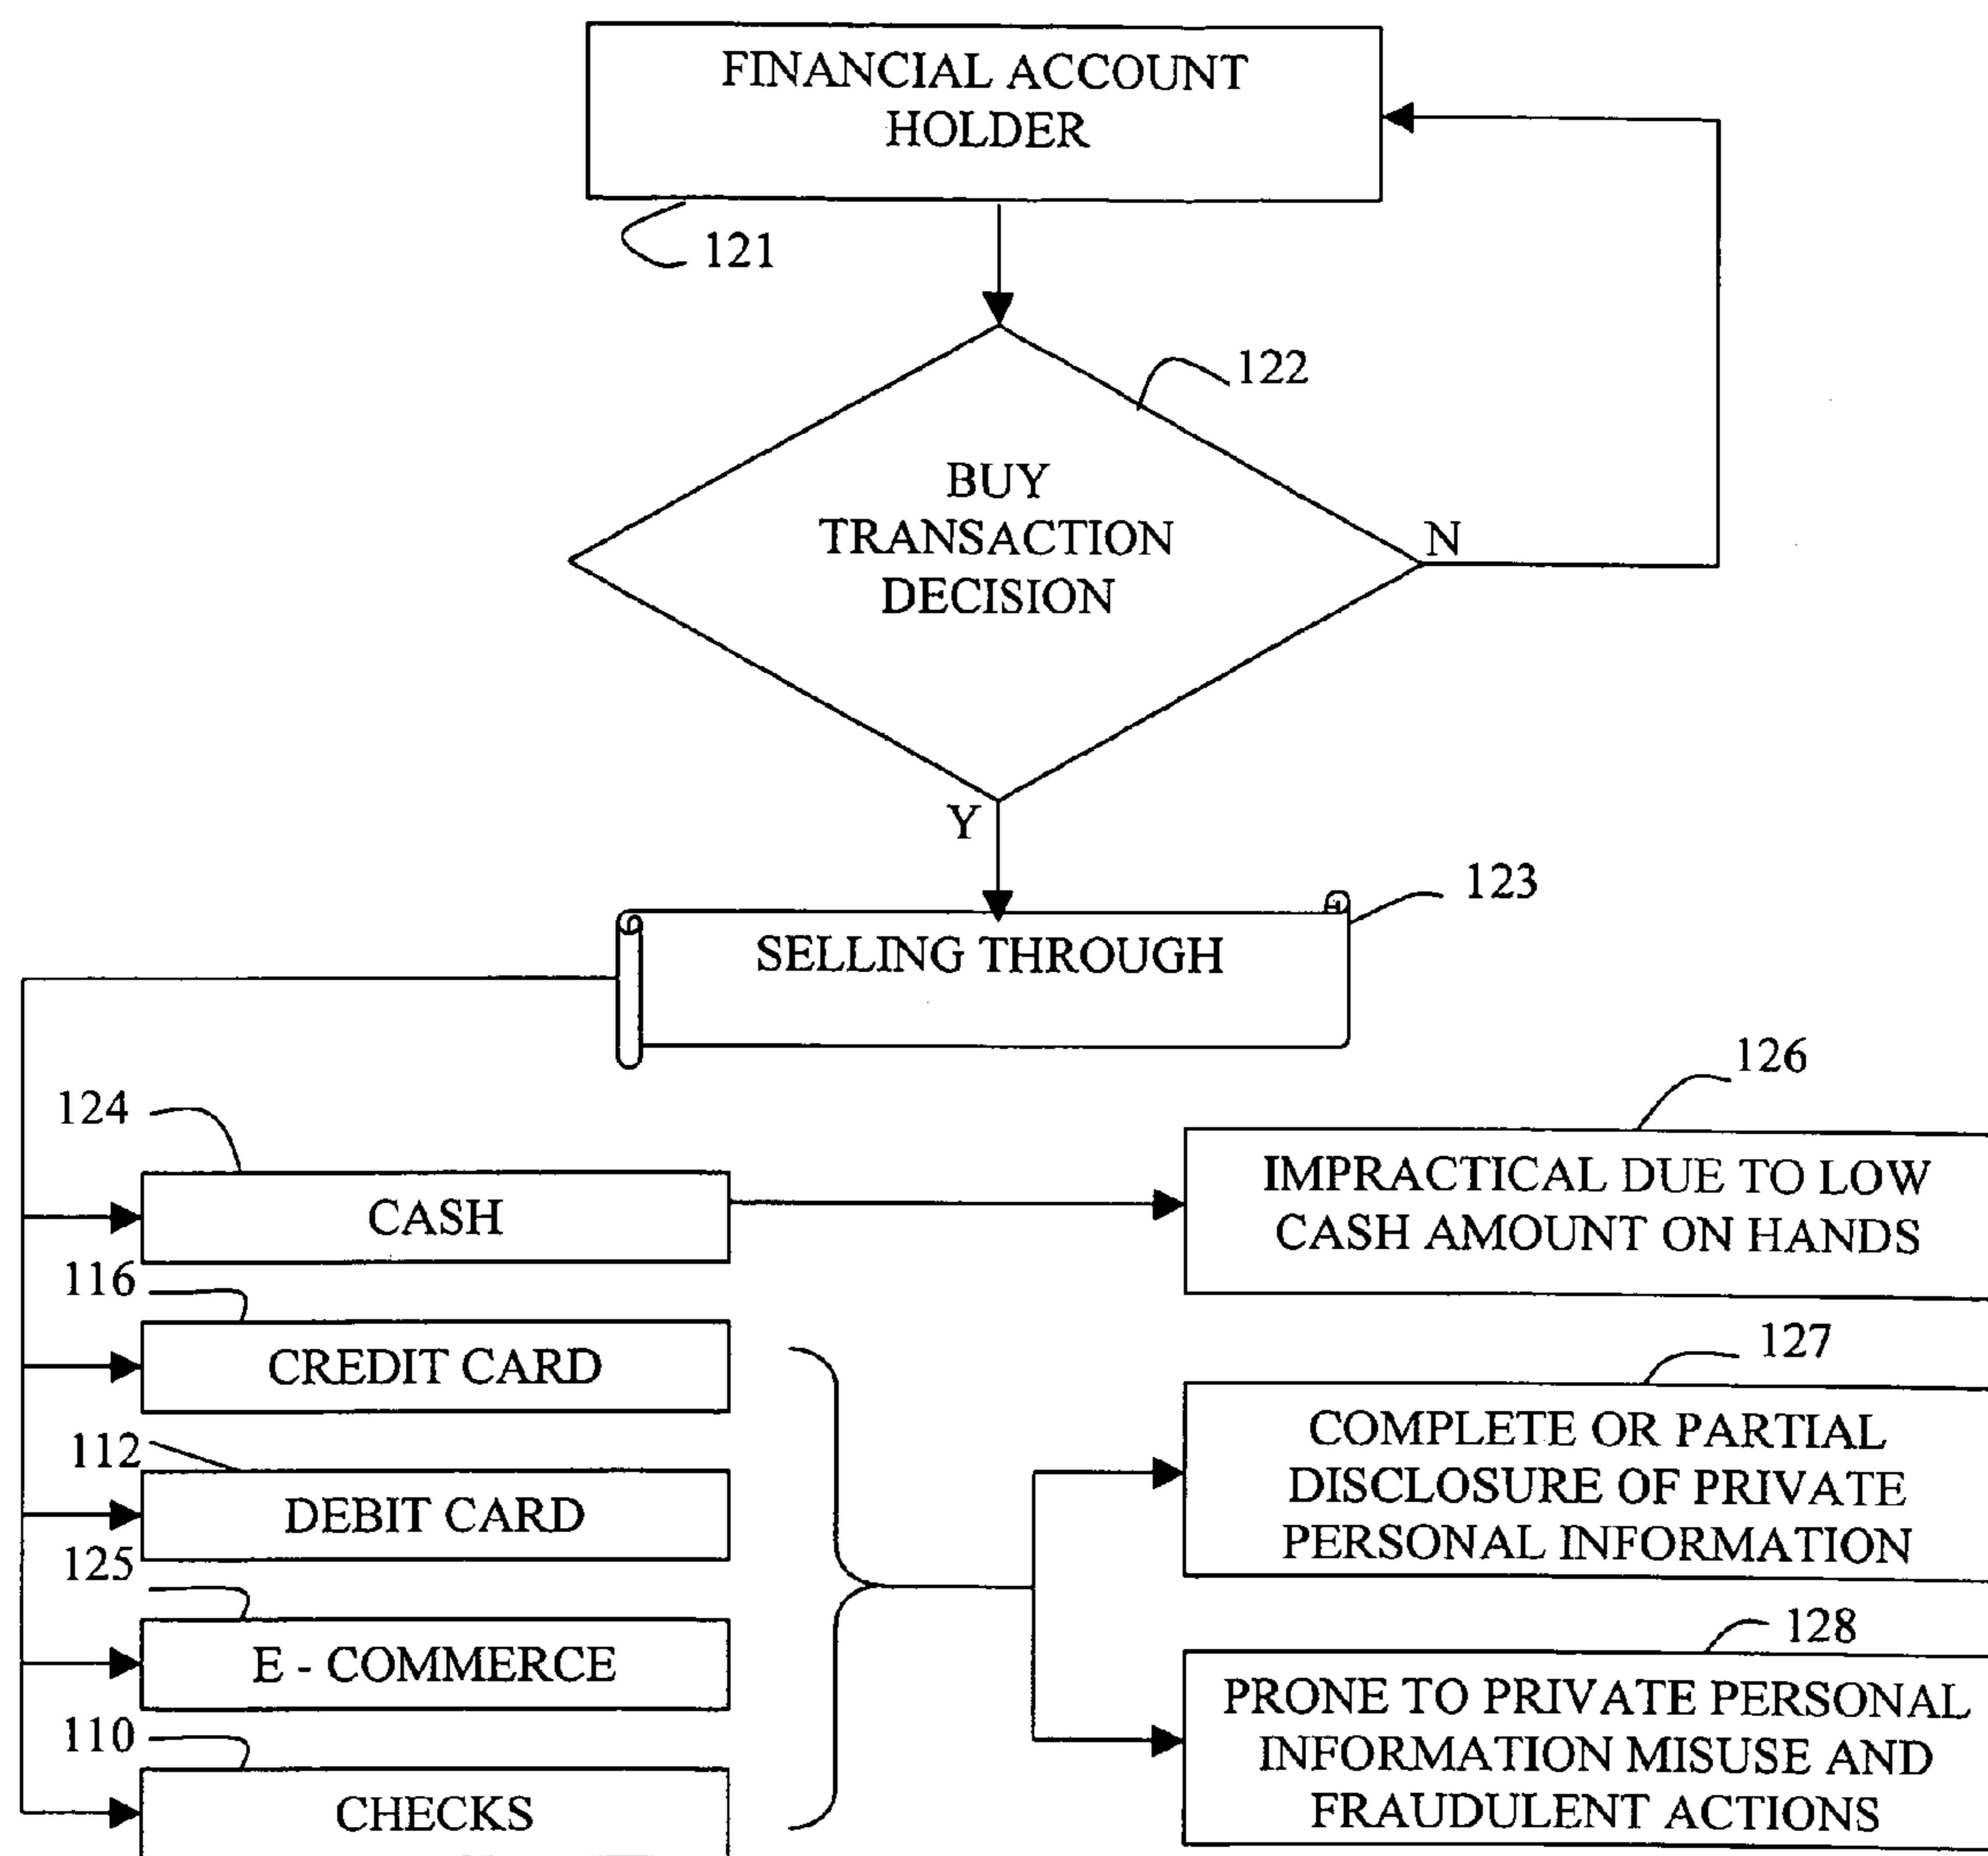 FINANCIAL ACCOUNT
HOLDER
121
122
BUY
TRANSACTION
DECISION
N
Y
123
SELLING THROUGH
124
126
CASH
IMPRACTICAL DUE TO LOW
CASH AMOUNT ON HANDS
116
CREDIT CARD
127
COMPLETE OR PARTIAL
DISCLOSURE OF PRIVATE
PERSONAL INFORMATION
112
DEBIT CARD
125
E - COMMERCE
128
PRONE TO PRIVATE PERSONAL
INFORMATION MISUSE AND
FRAUDULENT ACTIONS
110
CHECKS